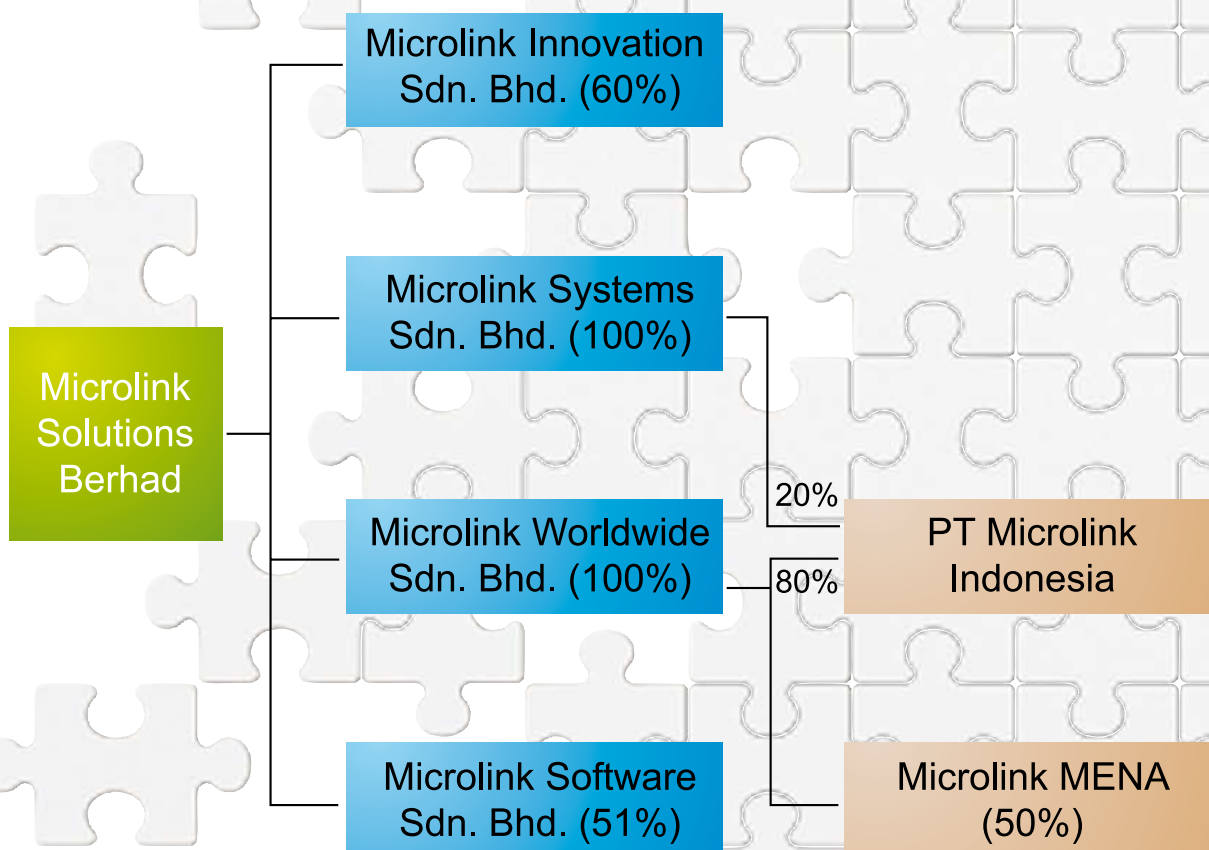 Microlink Innovation
Sdn. Bhd. (60%)
Microlink Systems
Sdn. Bhd. (100%)
Microlink
Solutions
Berhad
20%
Microlink Worldwide
Sdn. Bhd. (100%)
80%
PT Microlink
Indonesia
Microlink Software
Sdn. Bhd. (51%)
Microlink MENA
(50%)